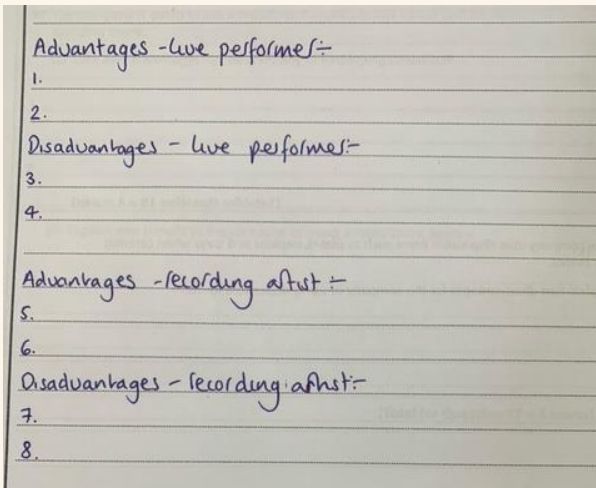 Advantages - live performer:-
1.
2.
Disadvantages - live performer:-
3.
4.
Advantages - recording artist :-
5.
6.
Disadvantages - recording artist:-
7.
8.